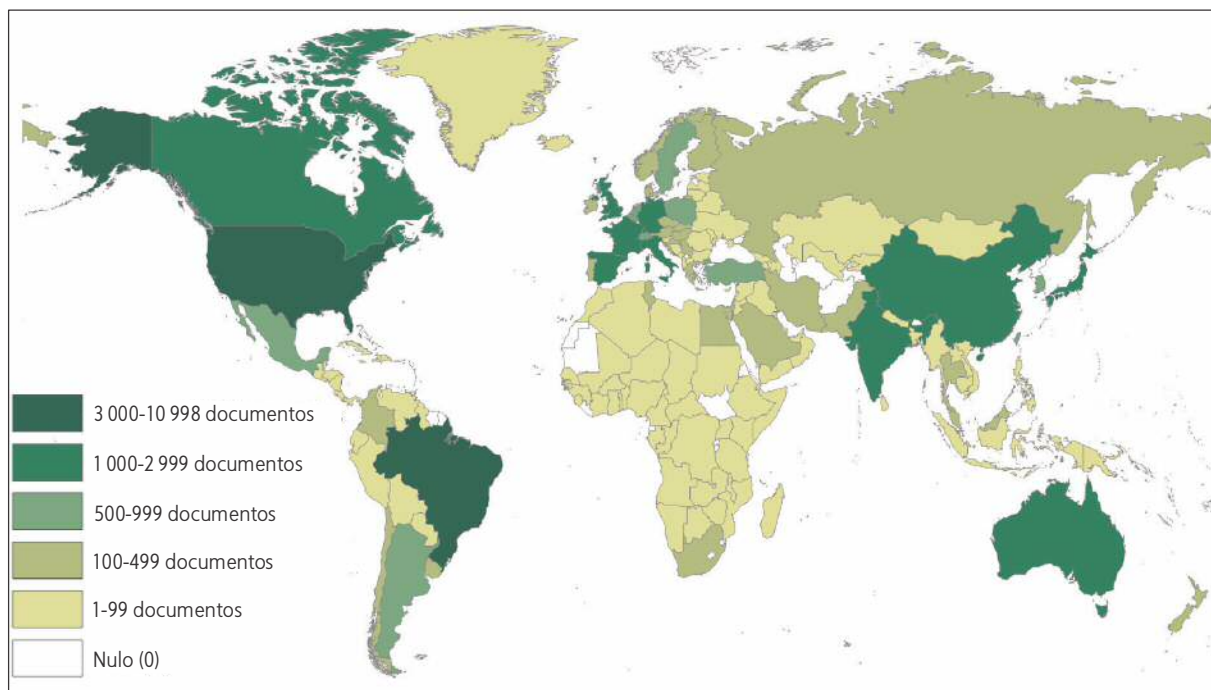 3 000-10 998 documentos
1 000-2 999 documentos
500-999 documentos
100-499 documentos
1-99 documentos
Nulo (0)